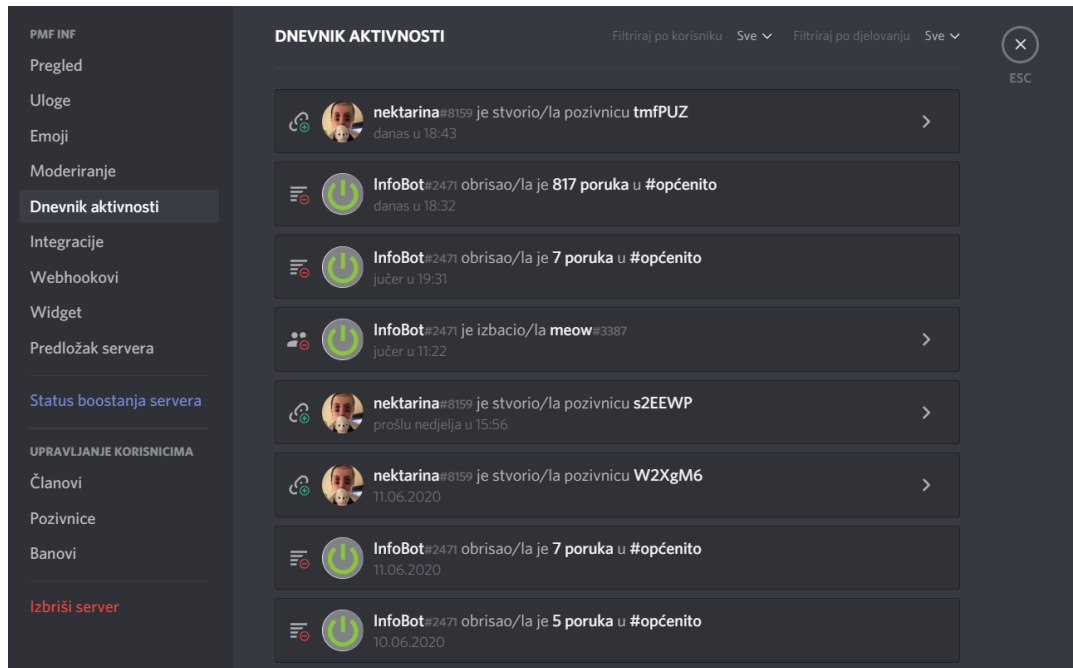 PMF INF
Pregled
Uloge
Emoji
Moderiranje
Dnevnik aktivnosti
Integracije
Webhookovi
Widget
Predložak servera
Status boostanja servera
UPRAVLJANJE KORISNICIMA
Članovi
Pozivnice
Banovi
Izbriši server
DNEVNIK AKTIVNOSTI
Filtriraj po korisniku Sve
Filtriraj po djelovanju Sve
ESC
nektarina#8159 je stvorio/la pozivnicu tmfPUZ
danas u 18:43
InfoBot#2471 obrisao/la je 817 poruka u #općenito
danas u 18:32
InfoBot#2471 obrisao/la je 7 poruka u #općenito
jučer u 19:31
InfoBot#2471 je izbacio/la meow#3387
jučer u 11:22
nektarina#8159 je stvorio/la pozivnicu s2EEWP
prošlu nedjelja u 15:56
nektarina#8159 je stvorio/la pozivnicu W2XgM6
11.06.2020
InfoBot#2471 obrisao/la je 7 poruka u #općenito
11.06.2020
InfoBot#2471 obrisao/la je 5 poruka u #općenito
10.06.2020